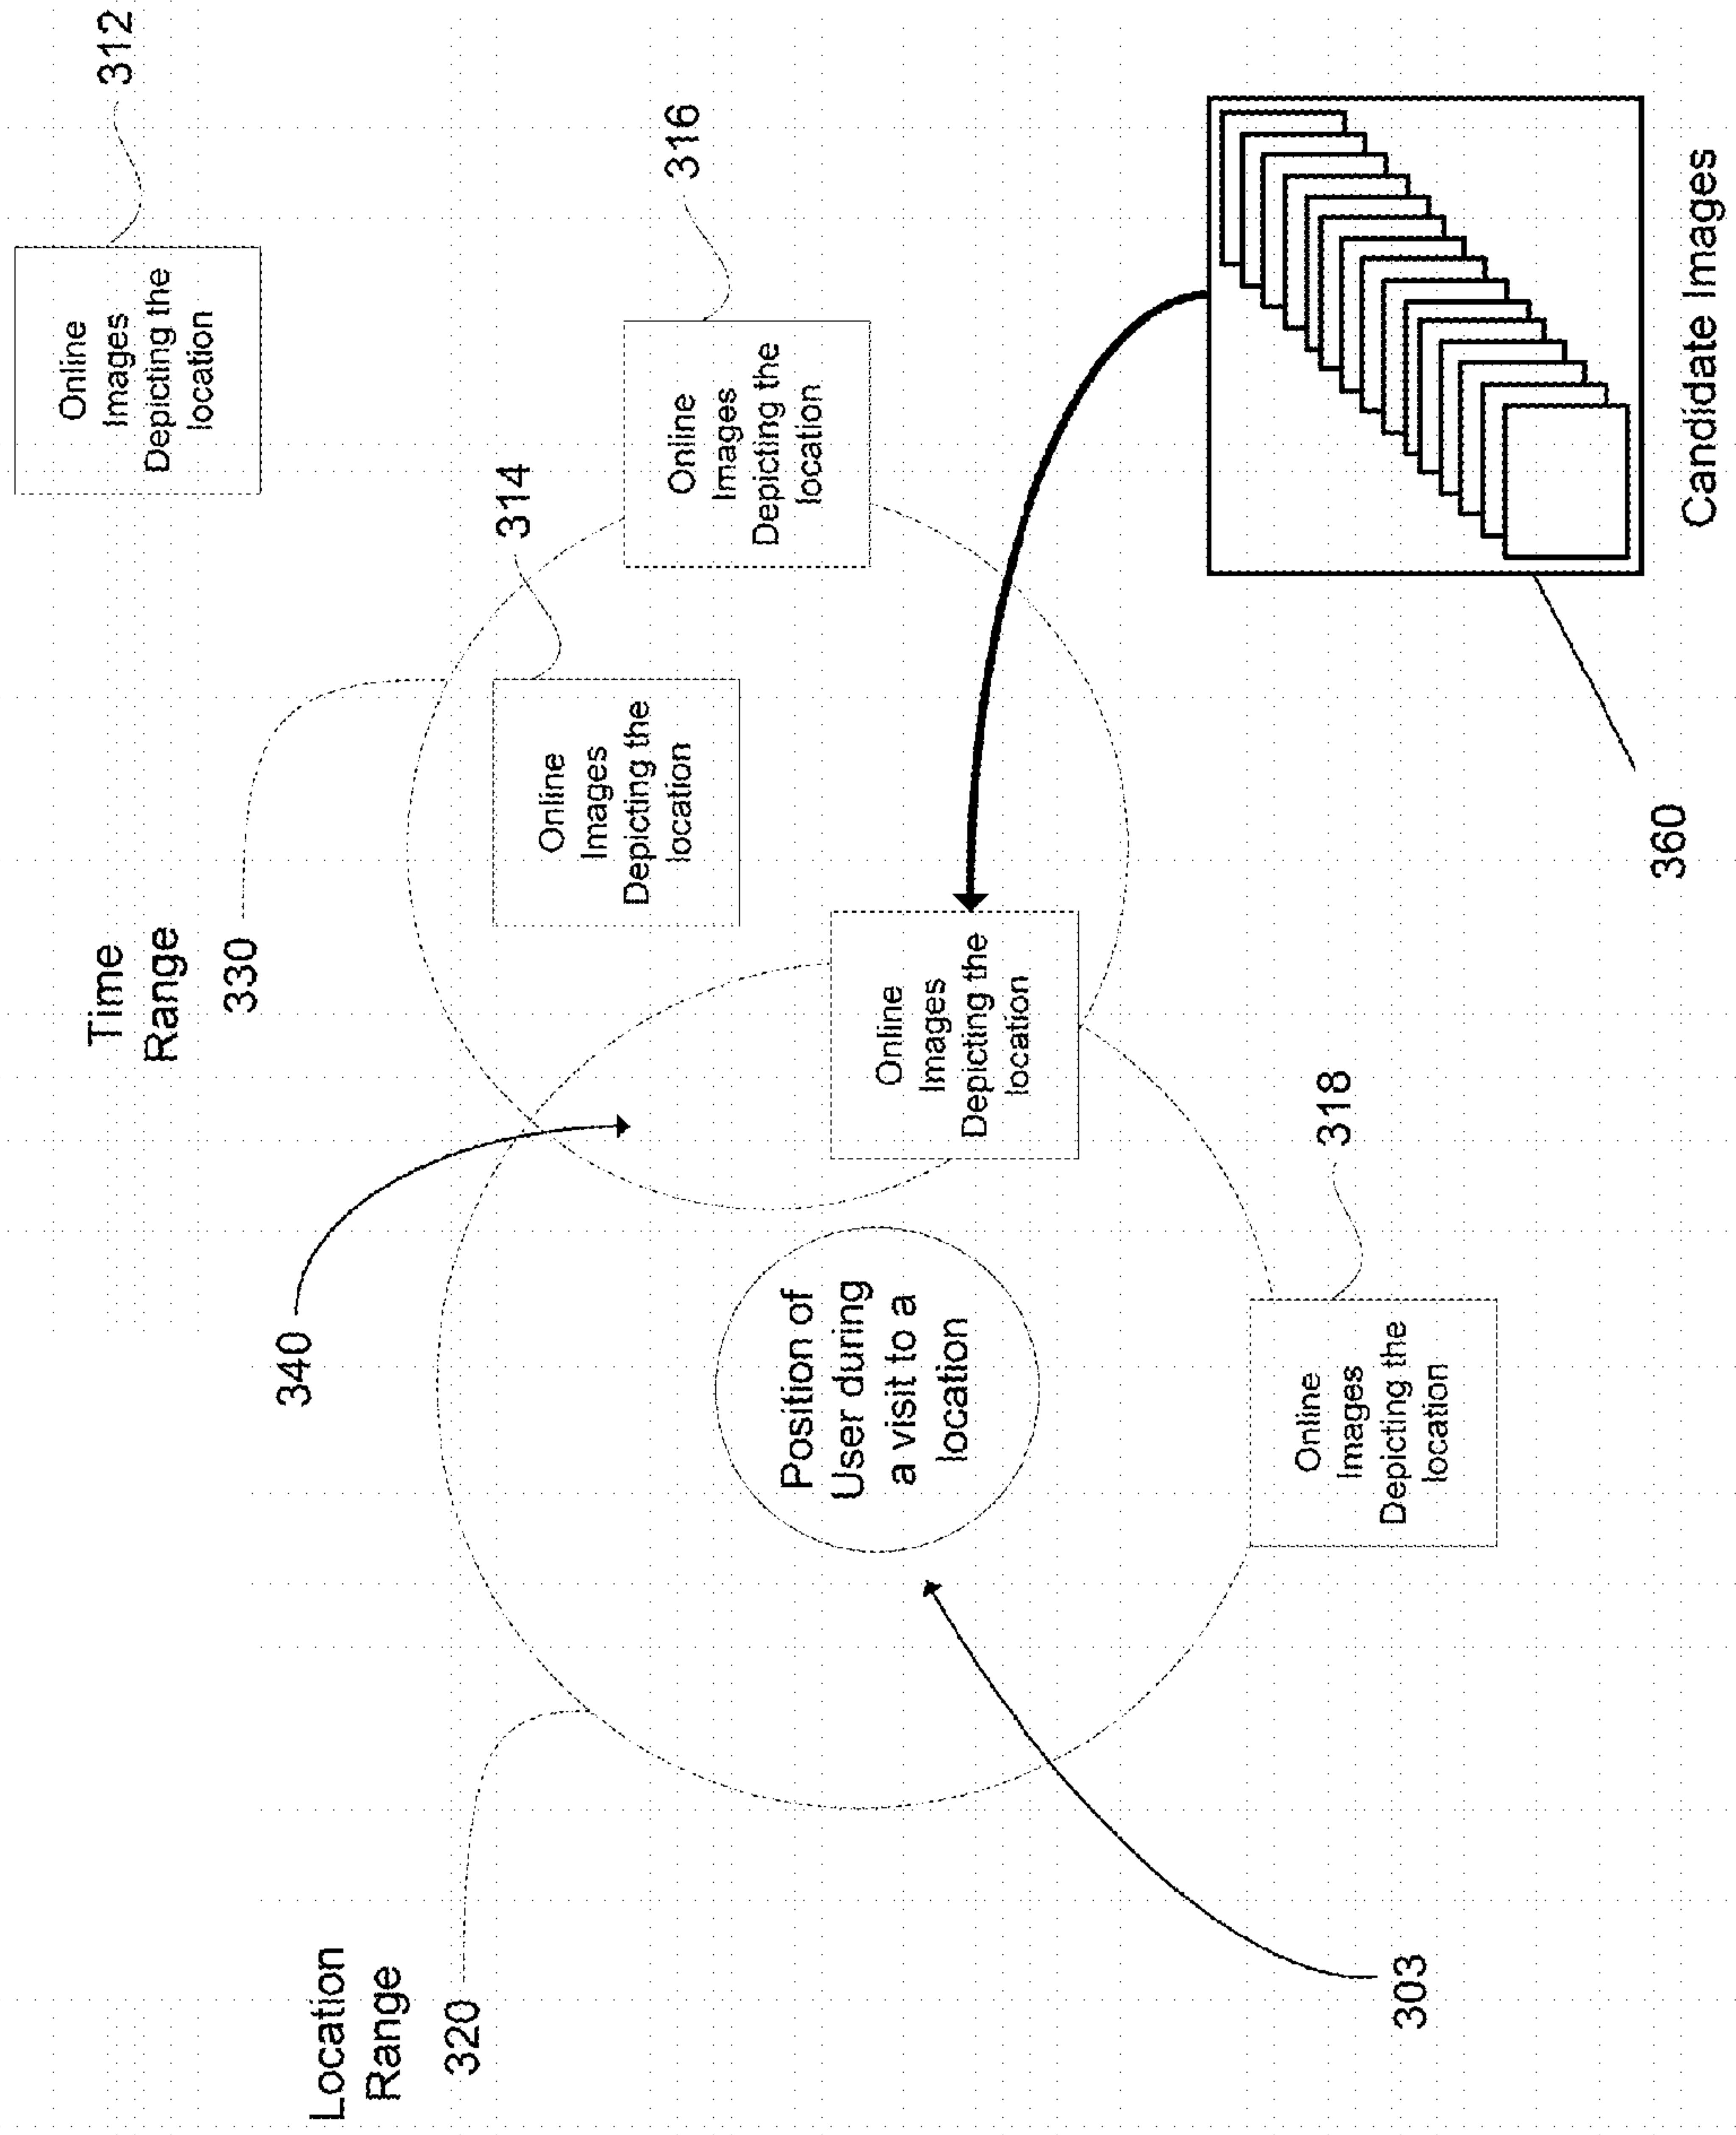 Location
Range
320
Time
Range
330
340
303
Position of
User during
a visit to a
location
Online
Images
Depicting the
location
312
Online
Images
Depicting the
location
314
Online
Images
Depicting the
location
316
Online
Images
Depicting the
location
Online
Images
Depicting the
location
318
360
Candidate Images